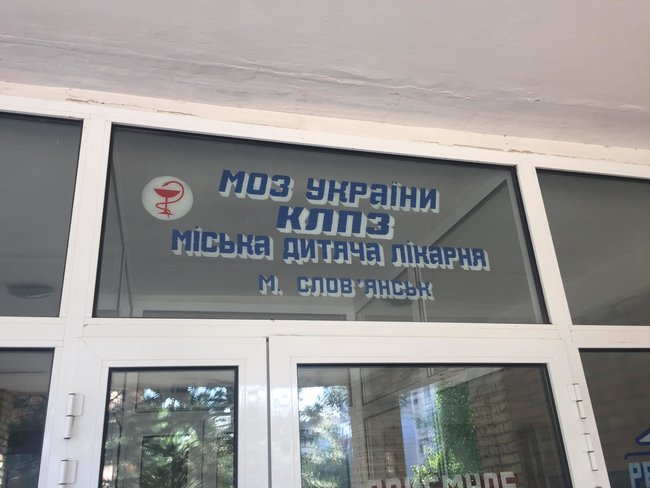 МОЗ УКРАЇНИ
КЛПЗ
МІСЬКА ДИТЯЧА ЛІКАРНЯ
М. СЛОВ'ЯНСЬК